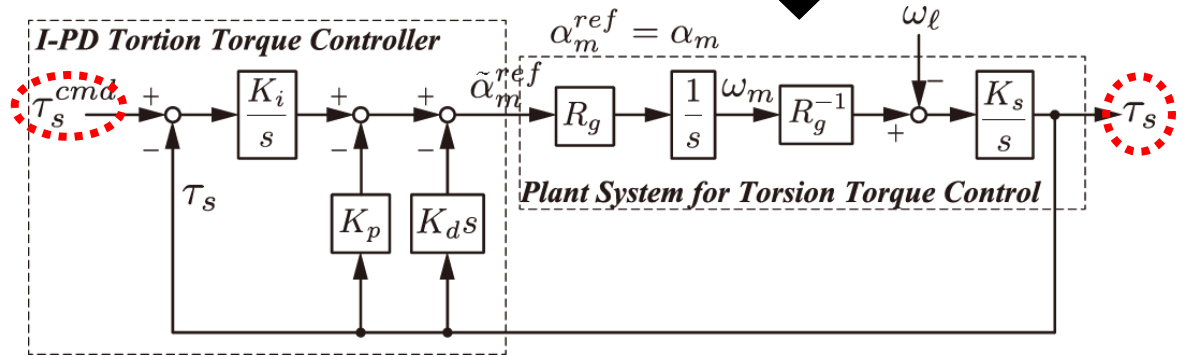 I-PD Tortion Torque Controller
α_m^{ref} = α_m
ω_ℓ
τ_s^{cmd}
+
−
K_i
s
+
−
+
−
α̃_m^{ref}
R_g
1
s
ω_m
R_g^{-1}
+
−
K_s
s
τ_s
τ_s
K_p
K_d s
Plant System for Torsion Torque Control